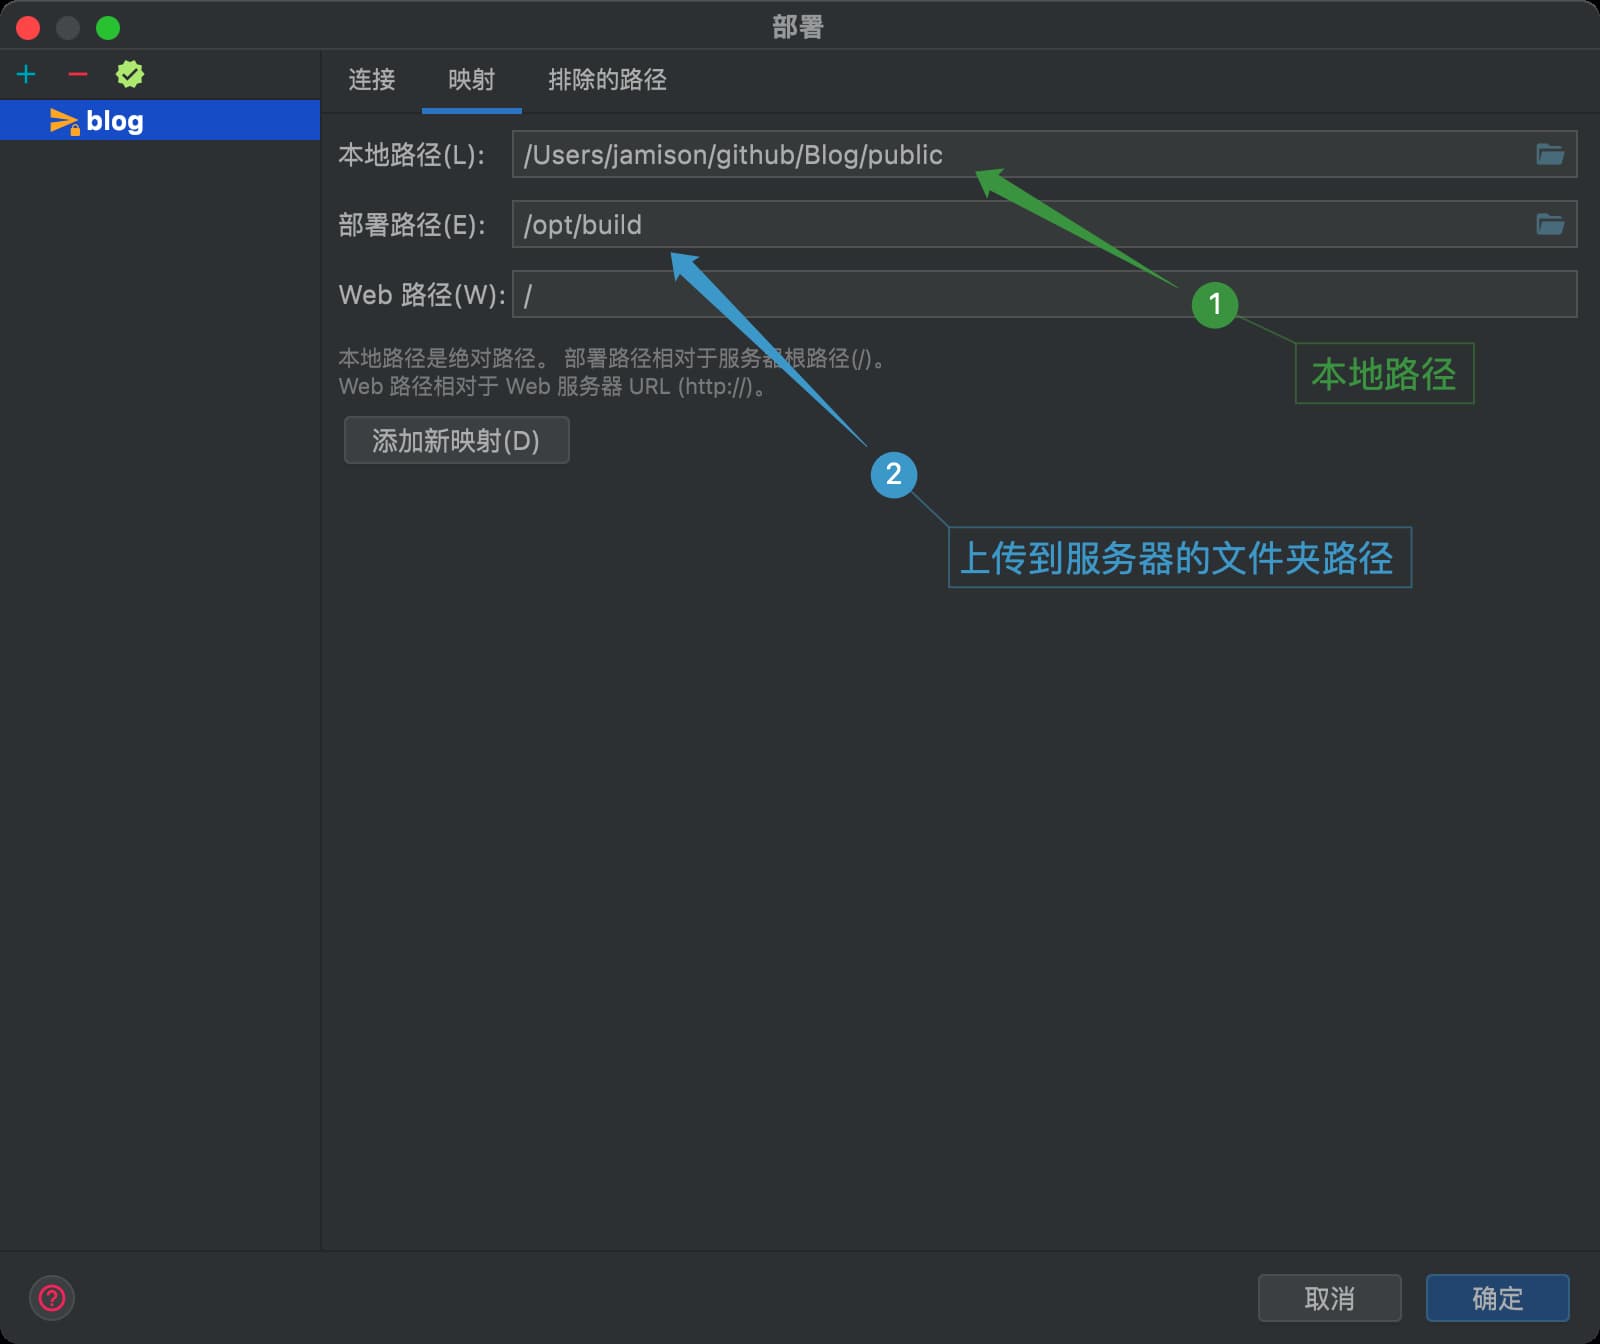 部署
blog
连接 映射 排除的路径
本地路径(L): /Users/jamison/github/Blog/public
部署路径(E): /opt/build
Web 路径(W): /
1
本地路径
本地路径是绝对路径。 部署路径相对于服务器根路径(/)。
Web 路径相对于 Web 服务器 URL (http://)。
添加新映射(D)
2
上传到服务器的文件夹路径
?
取消 确定